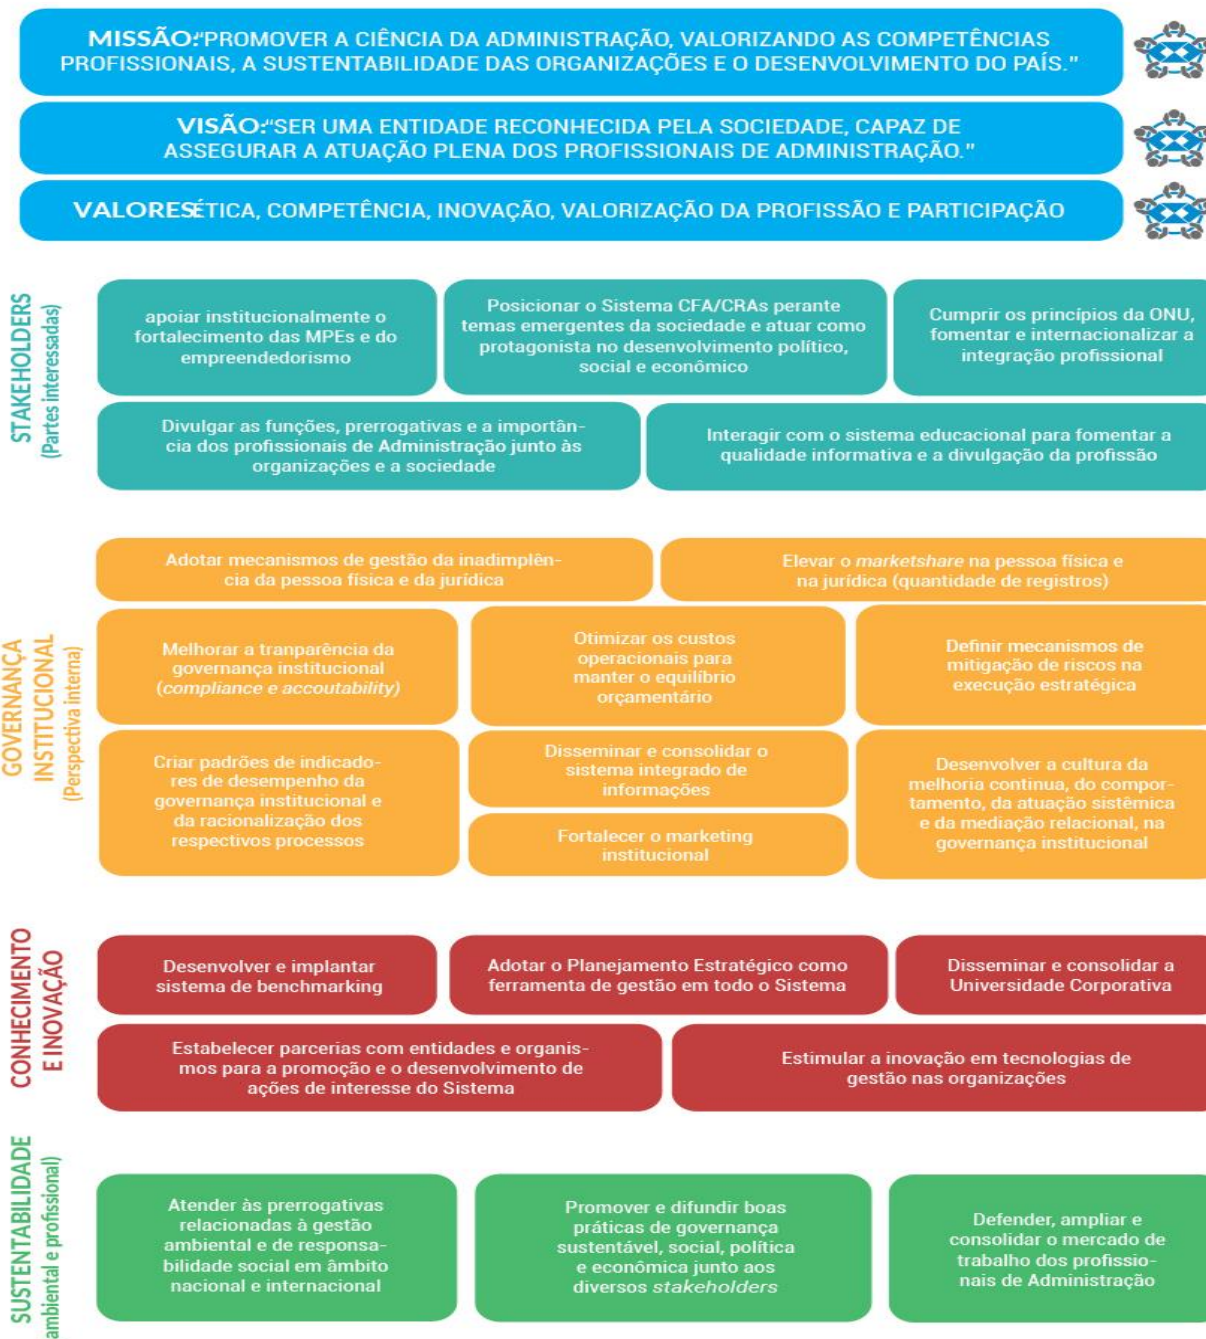 MISSÃO:"PROMOVER A CIÊNCIA DA ADMINISTRAÇÃO, VALORIZANDO AS COMPETÊNCIAS
PROFISSIONAIS, A SUSTENTABILIDADE DAS ORGANIZAÇÕES E O DESENVOLVIMENTO DO PAÍS."
VISÃO:"SER UMA ENTIDADE RECONHECIDA PELA SOCIEDADE, CAPAZ DE
ASSEGURAR A ATUAÇÃO PLENA DOS PROFISSIONAIS DE ADMINISTRAÇÃO."
VALORES:ÉTICA, COMPETÊNCIA, INOVAÇÃO, VALORIZAÇÃO DA PROFISSÃO E PARTICIPAÇÃO
STAKEHOLDERS
(Partes interessadas)
apoiar institucionalmente o
fortalecimento das MPEs e do
empreendedorismo
Posicionar o Sistema CFA/CRAs perante
temas emergentes da sociedade e atuar como
protagonista no desenvolvimento político,
social e econômico
Cumprir os princípios da ONU,
fomentar e internacionalizar a
integração profissional
Divulgar as funções, prerrogativas e a importân-
cia dos profissionais de Administração junto às
organizações e a sociedade
Interagir com o sistema educacional para fomentar a
qualidade informativa e a divulgação da profissão
GOVERNANÇA
INSTITUCIONAL
(Perspectiva interna)
Adotar mecanismos de gestão da inadimplên-
cia da pessoa física e da jurídica
Elevar o marketshare na pessoa física e
na jurídica (quantidade de registros)
Melhorar a tranparência da
governança institucional
(compliance e accoutability)
Otimizar os custos
operacionais para
manter o equilíbrio
orçamentário
Definir mecanismos de
mitigação de riscos na
execução estratégica
Criar padrões de indicado-
res de desempenho da
governança institucional e
da racionalização dos
respectivos processos
Disseminar e consolidar o
sistema integrado de
informações
Fortalecer o marketing
institucional
Desenvolver a cultura da
melhoria continua, do compor-
tamento, da atuação sistêmica
e da mediação relacional, na
governança institucional
CONHECIMENTO
E INOVAÇÃO
Desenvolver e implantar
sistema de benchmarking
Adotar o Planejamento Estratégico como
ferramenta de gestão em todo o Sistema
Disseminar e consolidar a
Universidade Corporativa
Estabelecer parcerias com entidades e organis-
mos para a promoção e o desenvolvimento de
ações de interesse do Sistema
Estimular a inovação em tecnologias de
gestão nas organizações
SUSTENTABILIDADE
ambiental e profissional)
Atender às prerrogativas
relacionadas à gestão
ambiental e de responsa-
bilidade social em âmbito
nacional e internacional
Promover e difundir boas
práticas de governança
sustentável, social, política
e econômica junto aos
diversos stakeholders
Defender, ampliar e
consolidar o mercado de
trabalho dos profissio-
nais de Administração